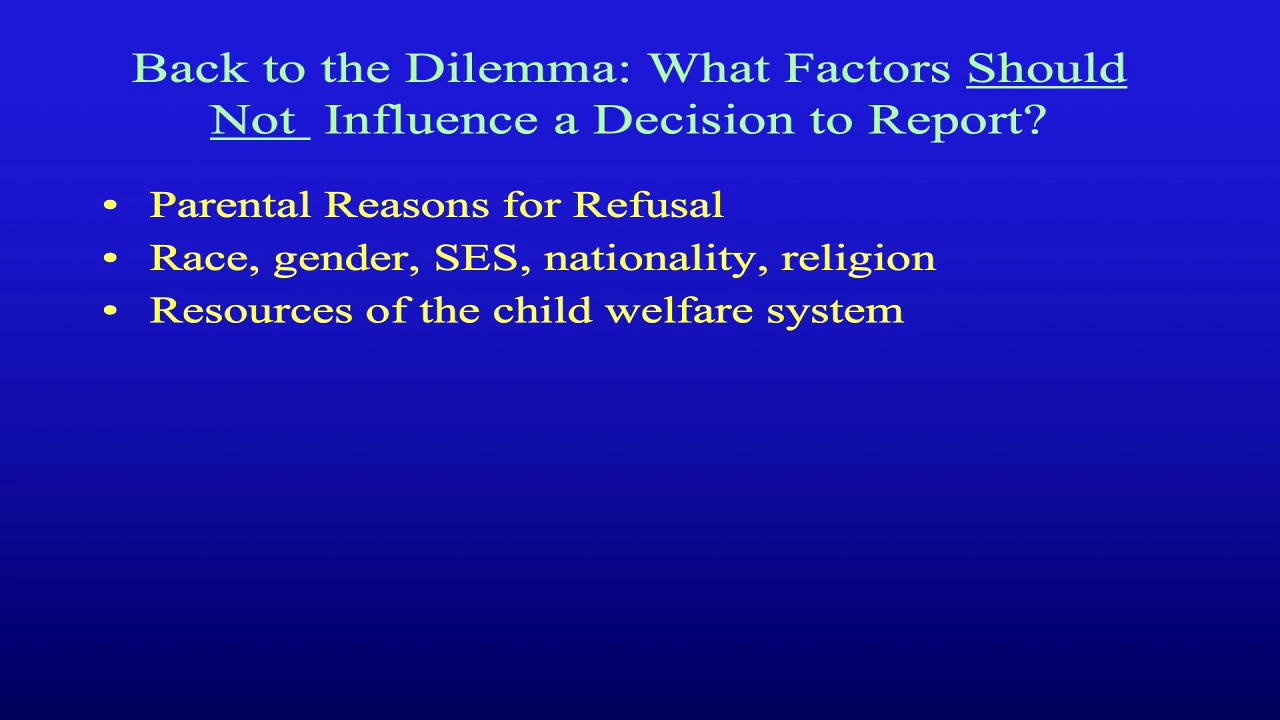 Back to the Dilemma: What Factors Should
Not Influence a Decision to Report?
• Parental Reasons for Refusal
• Race, gender, SES, nationality, religion
• Resources of the child welfare system